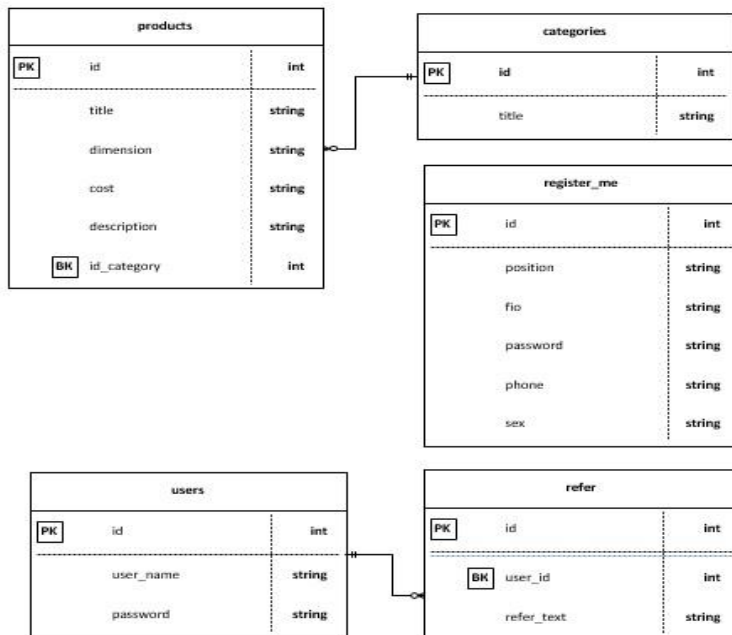 products
PK id int
title string
dimension string
cost string
description string
BK id_category int
categories
PK id int
title string
register_me
PK id int
position string
fio string
password string
phone string
sex string
users
PK id int
user_name string
password string
refer
PK id int
BK user_id int
refer_text string